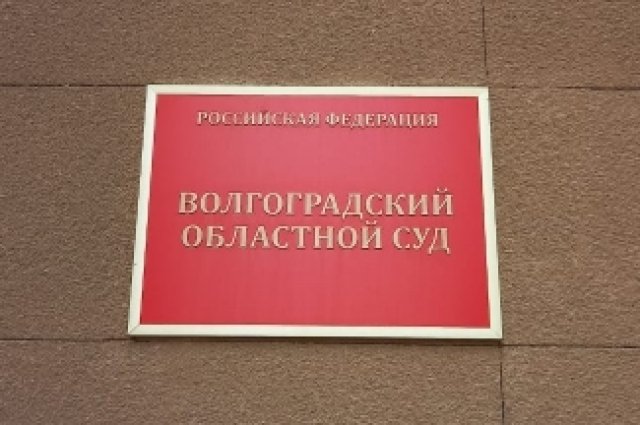 РОССИЙСКАЯ ФЕДЕРАЦИЯ
ВОЛГОГРАДСКИЙ
ОБЛАСТНОЙ СУД